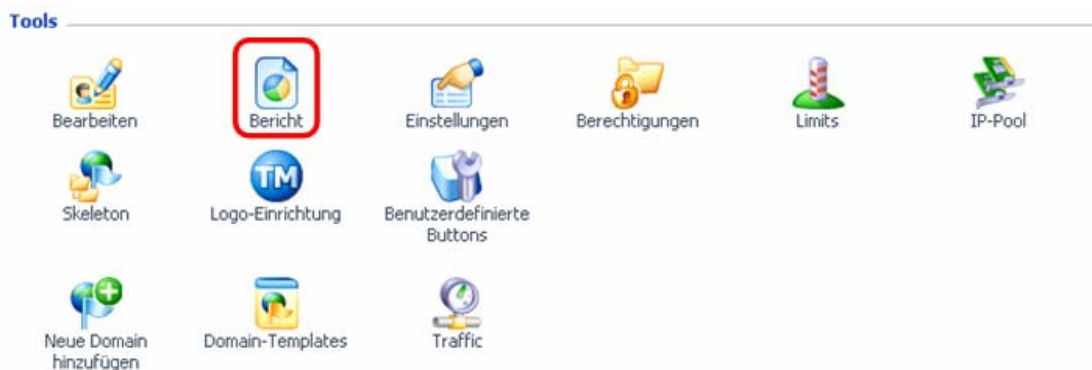 Tools
Bearbeiten
Bericht
Einstellungen
Berechtigungen
Limits
IP-Pool
TM
Skeleton
Logo-Einrichtung
Benutzerdefinierte
Buttons
Neue Domain
hinzufügen
Domain-Templates
Traffic